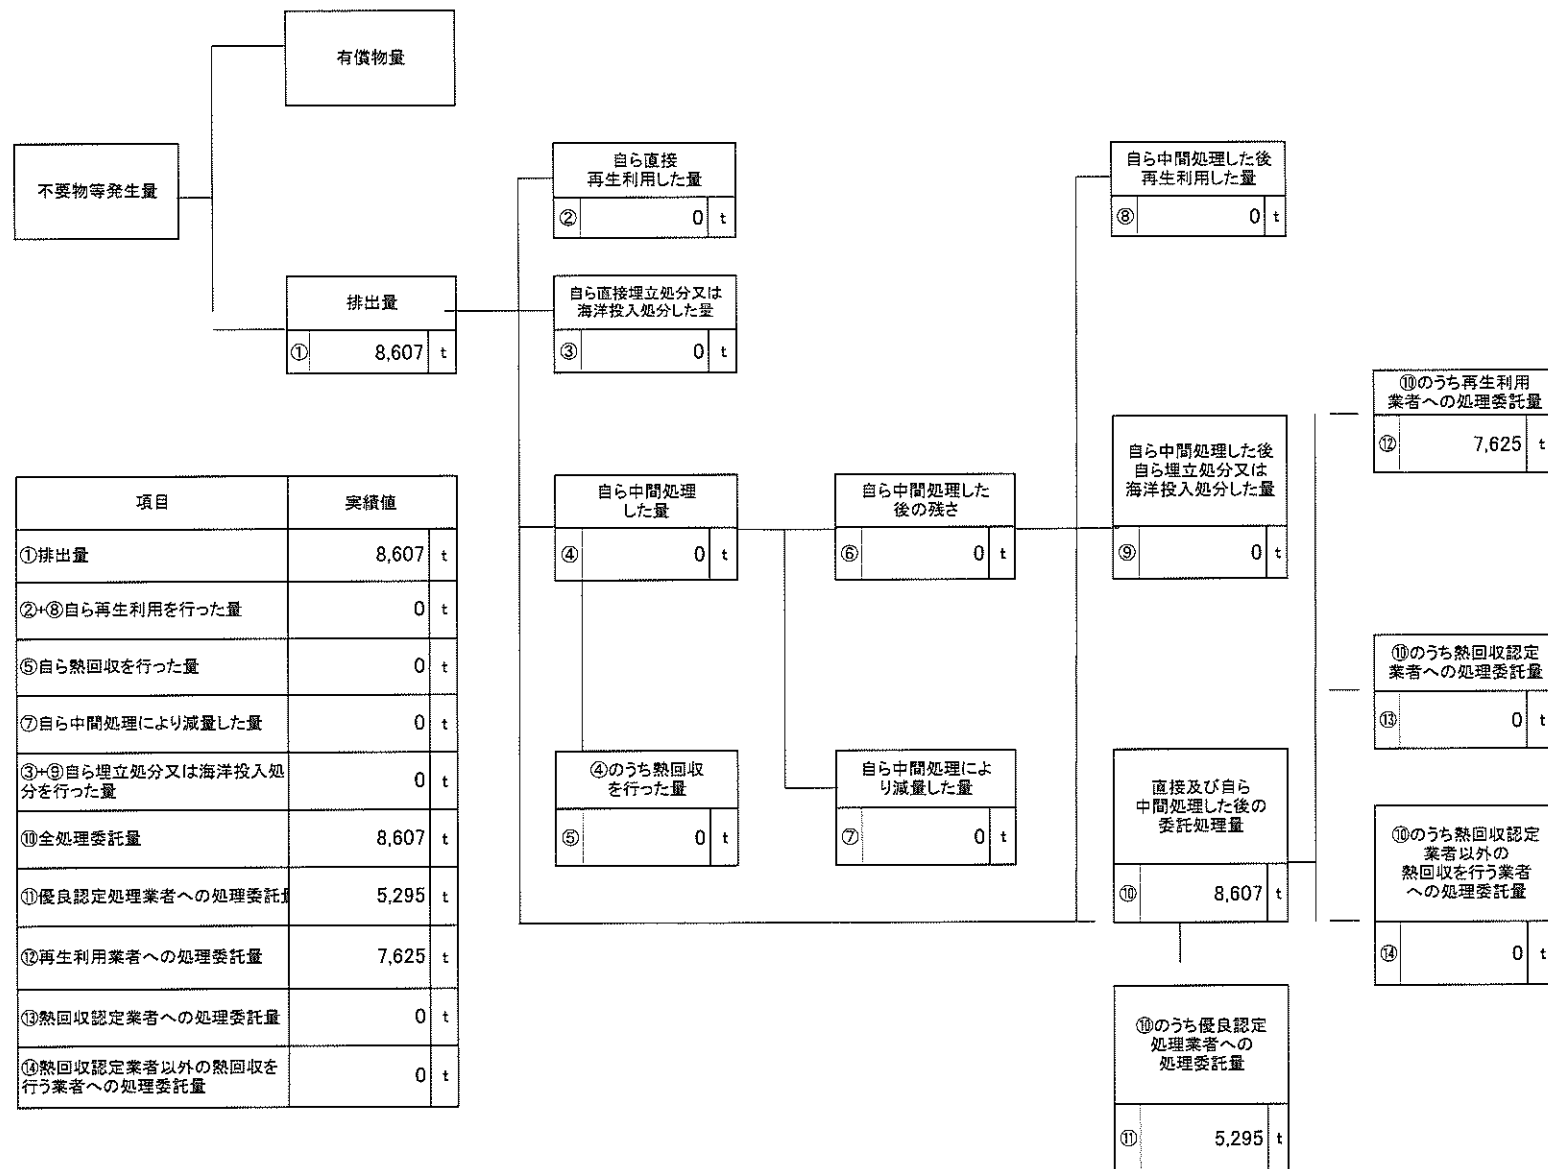 有償物量
不要物等発生量
排出量
① 8,607 t
自ら直接
再生利用した量
② 0 t
自ら直接埋立処分又は
海洋投入処分した量
③ 0 t
自ら中間処理
した量
④ 0 t
④のうち熱回収
を行った量
⑤ 0 t
自ら中間処理した
後の残さ
⑥ 0 t
自ら中間処理によ
り減量した量
⑦ 0 t
自ら中間処理した後
再生利用した量
⑧ 0 t
自ら中間処理した後
自ら埋立処分又は
海洋投入処分した量
⑨ 0 t
直接及び自ら
中間処理した後の
委託処理量
⑩ 8,607 t
⑩のうち優良認定
処理業者への
処理委託量
⑪ 5,295 t
⑩のうち再生利用
業者への処理委託量
⑫ 7,625 t
⑩のうち熱回収認定
業者への処理委託量
⑬ 0 t
⑩のうち熱回収認定
業者以外の
熱回収を行う業者
への処理委託量
⑭ 0 t
項目 実績値
①排出量 8,607 t
②+⑧自ら再生利用を行った量 0 t
⑤自ら熱回収を行った量 0 t
⑦自ら中間処理により減量した量 0 t
③+⑨自ら埋立処分又は海洋投入処
分を行った量 0 t
⑩全処理委託量 8,607 t
⑪優良認定処理業者への処理委託量 5,295 t
⑫再生利用業者への処理委託量 7,625 t
⑬熱回収認定業者への処理委託量 0 t
⑭熱回収認定業者以外の熱回収を
行う業者への処理委託量 0 t